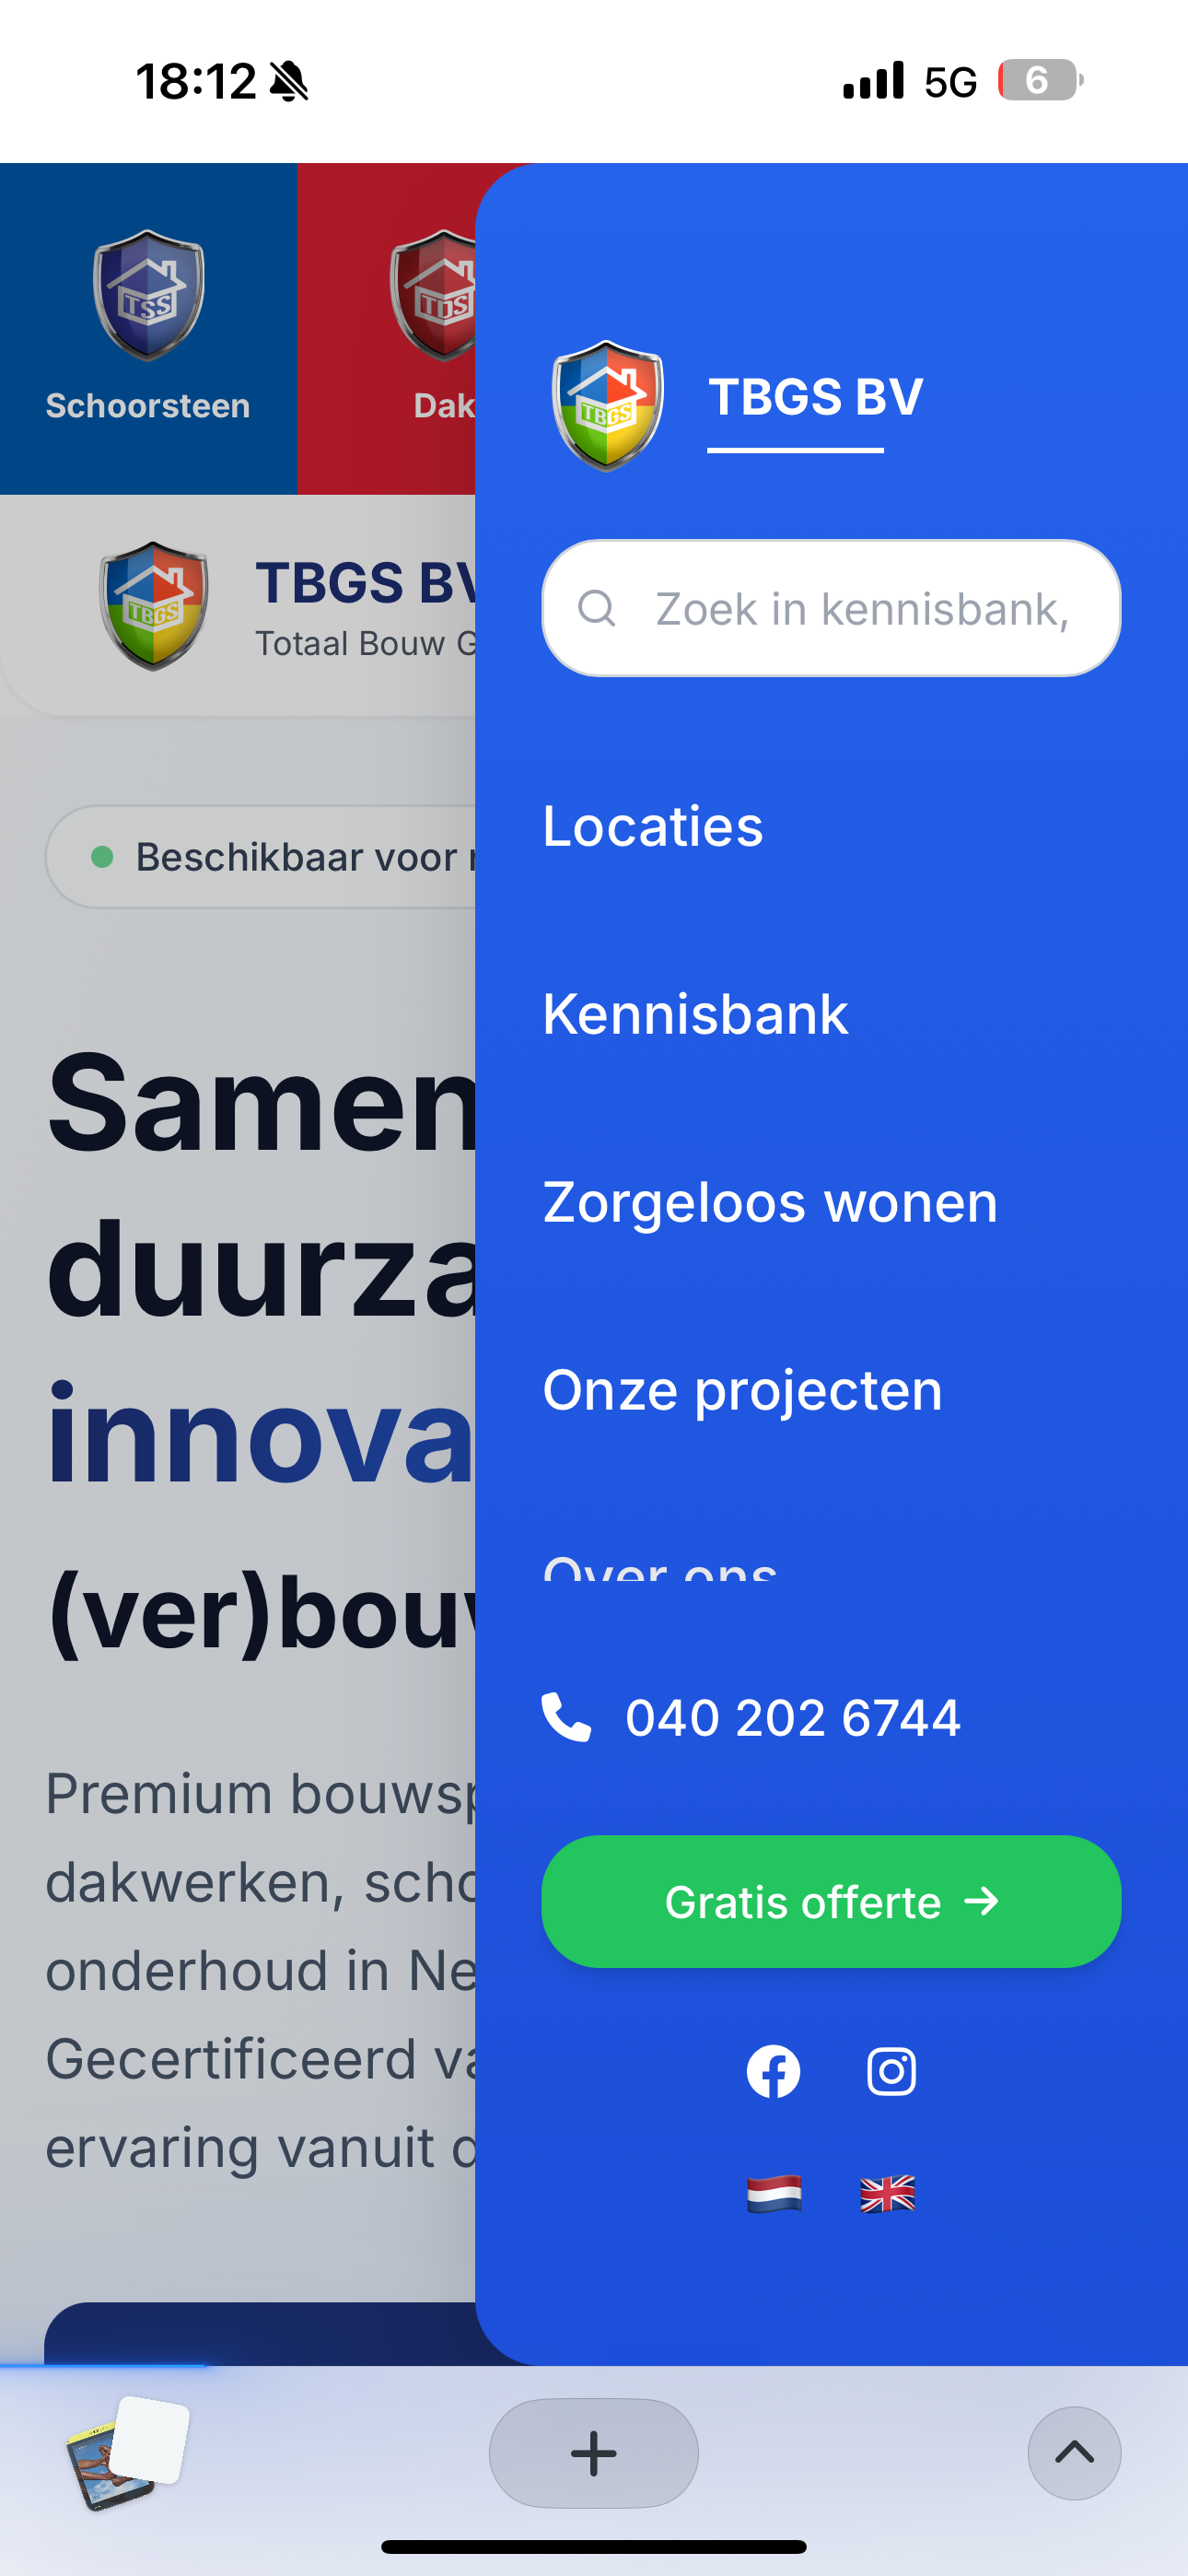 18:12
5G
6
TSS
Schoorsteen
TDS
Dak
TBGS
TBGS BV
Totaal Bouw G
Beschikbaar voor
Samen
duurza
innova
(ver)bouw
Premium bouwsp
dakwerken, scho
onderhoud in Ne
Gecertificeerd va
ervaring vanuit
TBGS
TBGS BV
Zoek in kennisbank,
Locaties
Kennisbank
Zorgeloos wonen
Onze projecten
Over ons
040 202 6744
Gratis offerte →